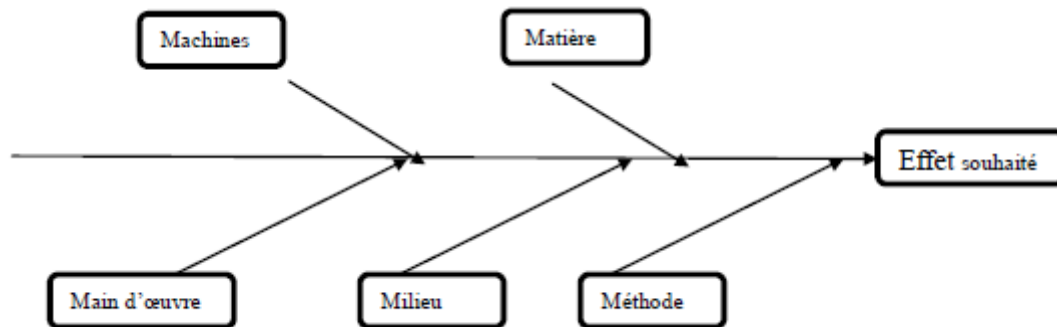 Machines
Matière
Effet souhaité
Main d’œuvre
Milieu
Méthode